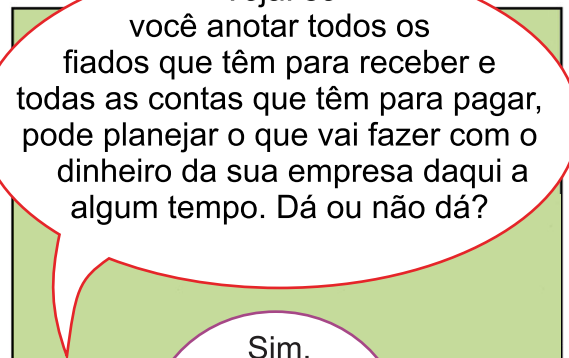 você anotar todos os
fiados que têm para receber e
todas as contas que têm para pagar,
pode planejar o que vai fazer com o
dinheiro da sua empresa daqui a
algum tempo. Dá ou não dá?
Sim.